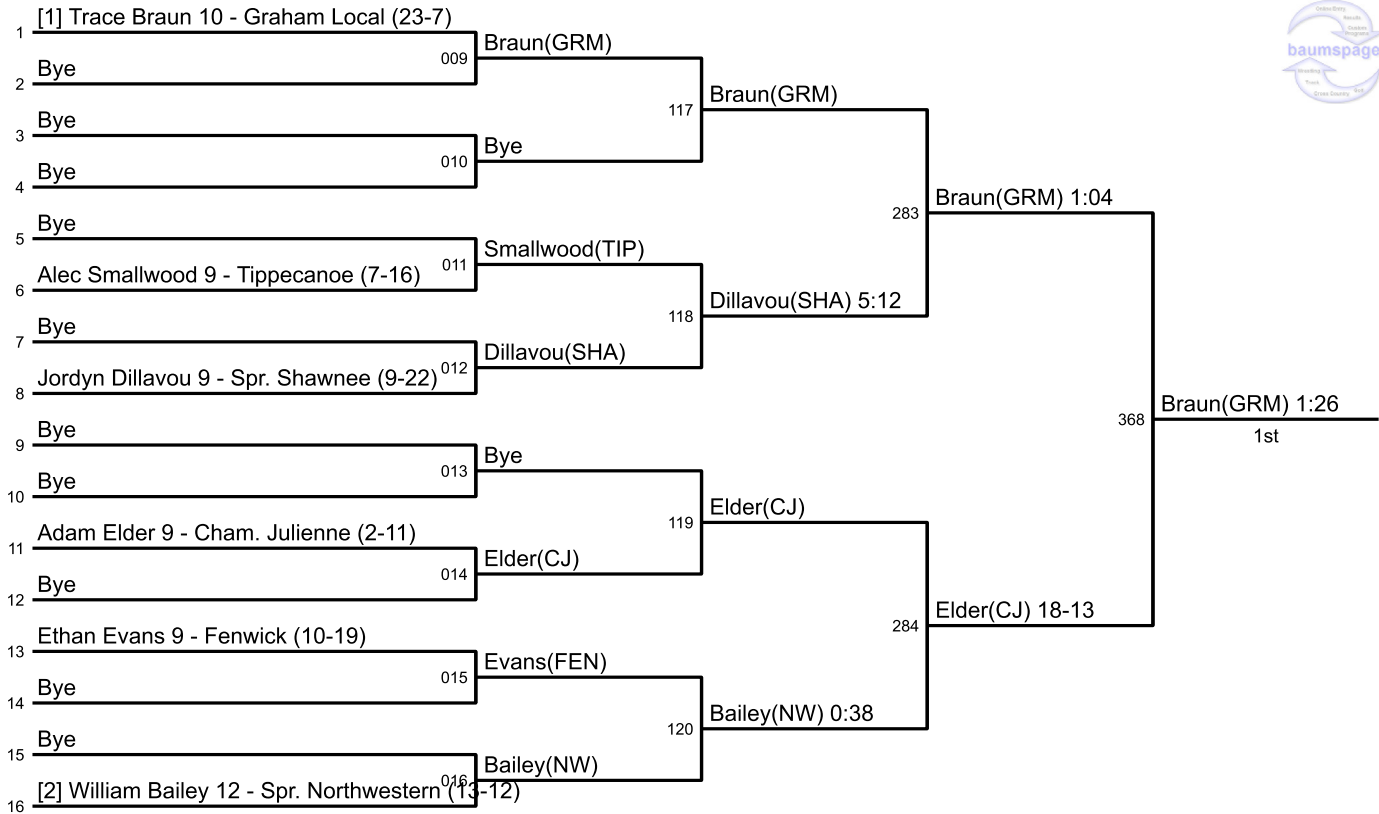 [1] Trace Braun 10 - Graham Local (23-7)
1
Bye
2
009
Braun(GRM)
Bye
3
Bye
4
010
Bye
117
Braun(GRM)
Bye
5
Alec Smallwood 9 - Tippecanoe (7-16)
6
011
Smallwood(TIP)
Bye
7
Jordyn Dillavou 9 - Spr. Shawnee (9-22)
8
012
Dillavou(SHA)
118
Dillavou(SHA) 5:12
283
Braun(GRM) 1:04
Bye
9
Bye
10
013
Bye
Adam Elder 9 - Cham. Julienne (2-11)
11
Bye
12
014
Elder(CJ)
119
Elder(CJ)
Ethan Evans 9 - Fenwick (10-19)
13
Bye
14
015
Evans(FEN)
Bye
15
[2] William Bailey 12 - Spr. Northwestern (13-12)
16
016
Bailey(NW)
120
Bailey(NW) 0:38
284
Elder(CJ) 18-13
368
Braun(GRM) 1:26
1st
baumspage